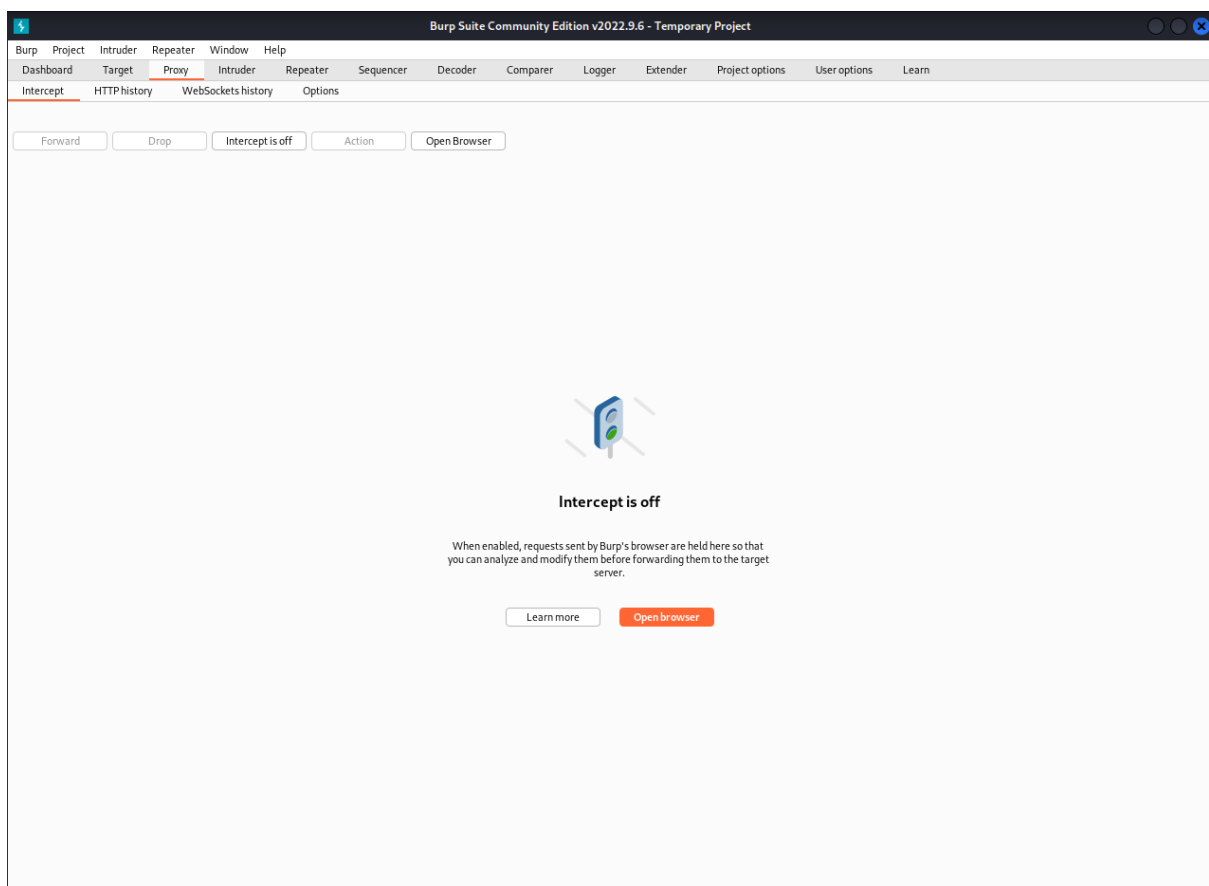 Burp Suite Community Edition v2022.9.6 - Temporary Project
Burp Project Intruder Repeater Window Help
Dashboard Target Proxy Intruder Repeater Sequencer Decoder Comparer Logger Extender Project options User options Learn
Intercept HTTP history WebSockets history Options
Forward Drop Intercept is off Action Open Browser
Intercept is off
When enabled, requests sent by Burp's browser are held here so that
you can analyze and modify them before forwarding them to the target
server.
Learn more Open browser